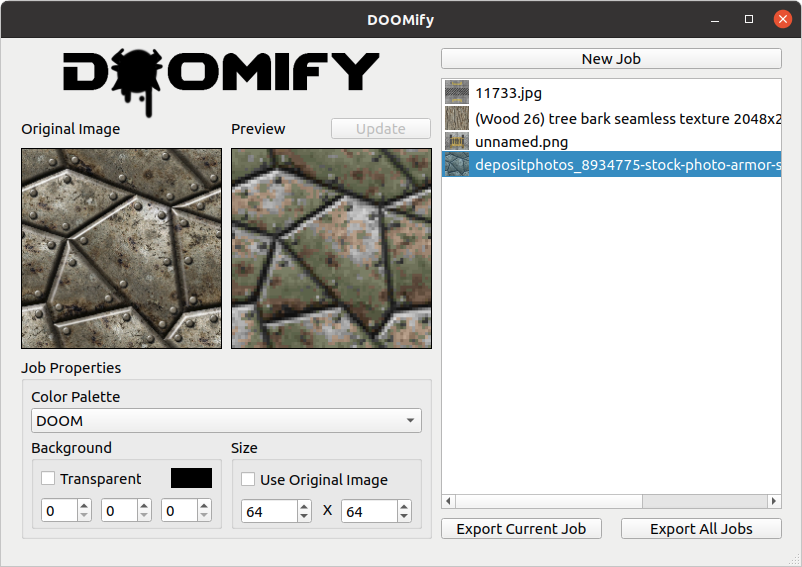 DOOMify
DOOMIFY
Original Image
Preview
Update
Job Properties
Color Palette
DOOM
Background
Transparent
0
0
0
Size
Use Original Image
64
X
64
New Job
11733.jpg
(Wood 26) tree bark seamless texture 2048x2
unnamed.png
depositphotos_8934775-stock-photo-armor-s
Export Current Job
Export All Jobs